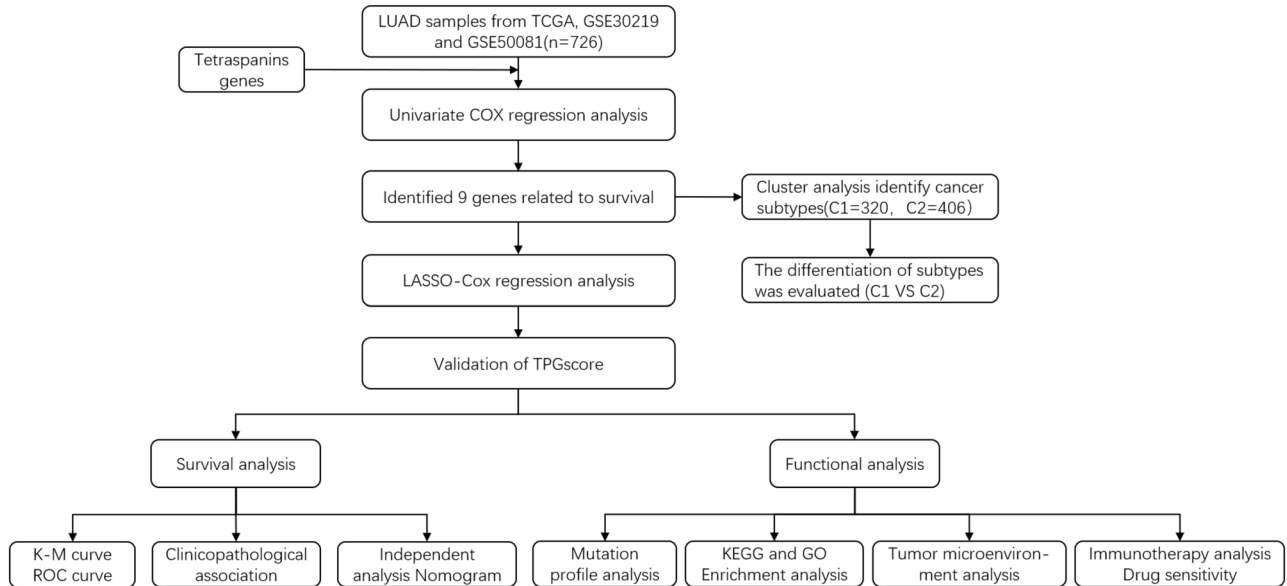 LUAD samples from TCGA, GSE30219
and GSE50081(n=726)
Tetraspanins
genes
Univariate COX regression analysis
Identified 9 genes related to survival
Cluster analysis identify cancer
subtypes(C1=320，C2=406）
LASSO-Cox regression analysis
The differentiation of subtypes
was evaluated (C1 VS C2)
Validation of TPGscore
Survival analysis
Functional analysis
K-M curve
ROC curve
Clinicopathological
association
Independent
analysis Nomogram
Mutation
profile analysis
KEGG and GO
Enrichment analysis
Tumor microenviron-
ment analysis
Immunotherapy analysis
Drug sensitivity